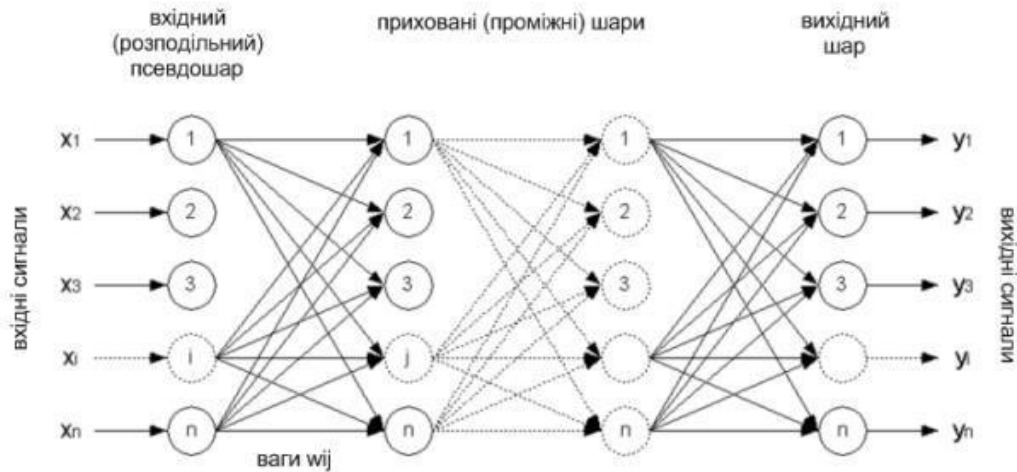 вхідний
(розподільний)
псевдошар
приховані (проміжні) шари
вихідний
шар
вхідні сигнали
x1 1 1 1 1 y1
x2 2 2 2 2 y2
x3 3 3 3 3 y3
xi i j yi
xn n n n n yn
вихідні сигнали
ваги wij